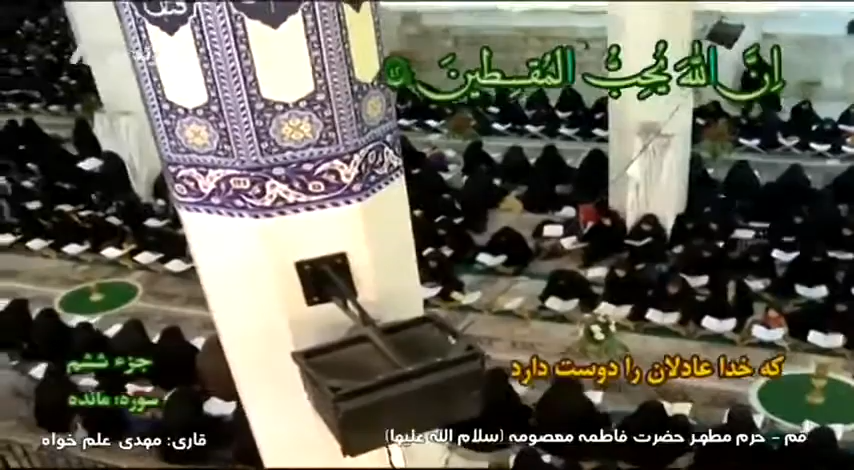 إِنَّ اللَّهَ يُحِبُّ الْمُقْسِطِينَ
که خدا عادلان را دوست دارد
جزء ششم
سوره: مائده
قاری: مهدی علم خواه
قم – حرم مطهر حضرت فاطمه معصومه (سلام الله علیها)